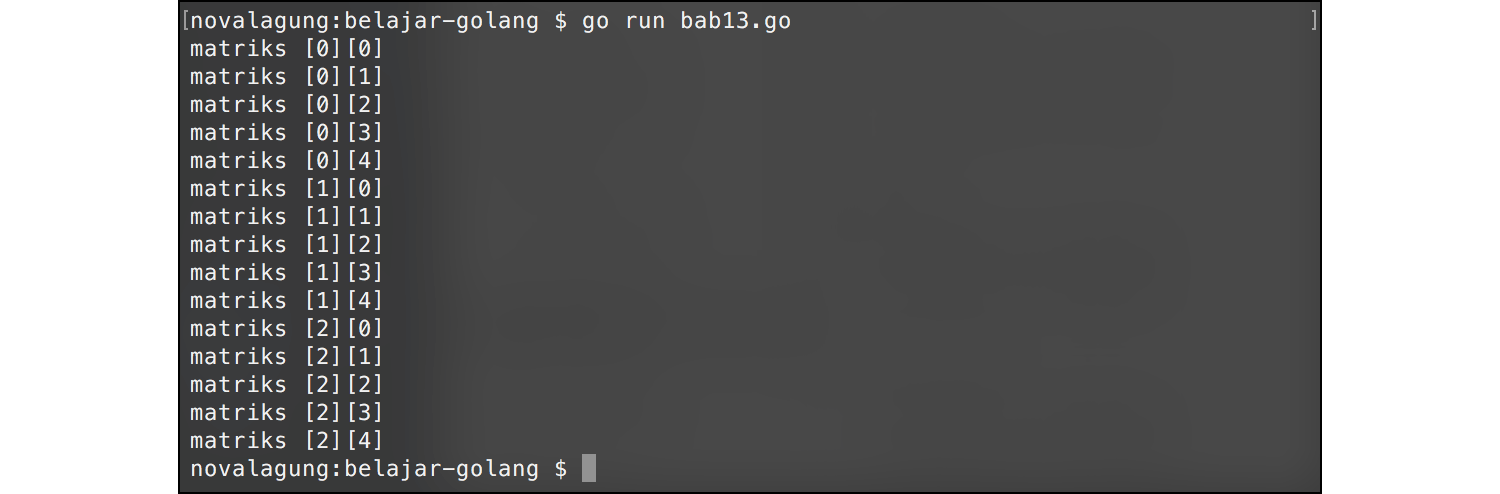 [novalagung:belajar-golang $ go run bab13.go ]
matriks [0][0]
matriks [0][1]
matriks [0][2]
matriks [0][3]
matriks [0][4]
matriks [1][0]
matriks [1][1]
matriks [1][2]
matriks [1][3]
matriks [1][4]
matriks [2][0]
matriks [2][1]
matriks [2][2]
matriks [2][3]
matriks [2][4]
novalagung:belajar-golang $